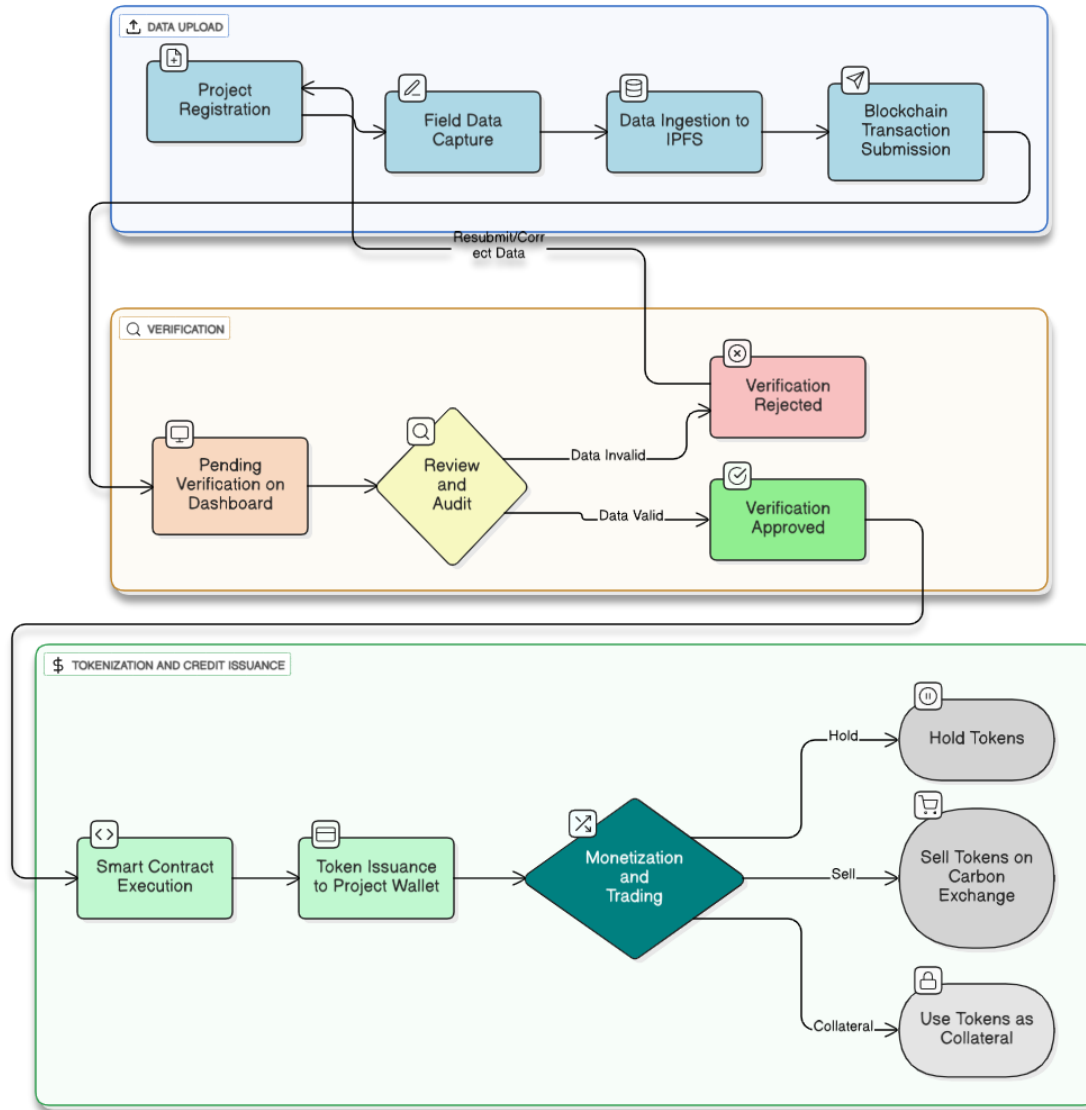 DATA UPLOAD
Project
Registration
Field Data
Capture
Data Ingestion to
IPFS
Blockchain
Transaction
Submission
Resubmit/Corr
ect Data
VERIFICATION
Pending
Verification on
Dashboard
Review
and
Audit
Data Invalid
Data Valid
Verification
Rejected
Verification
Approved
TOKENIZATION AND CREDIT ISSUANCE
Smart Contract
Execution
Token Issuance
to Project Wallet
Monetization
and
Trading
Hold
Sell
Collateral
Hold Tokens
Sell Tokens on
Carbon
Exchange
Use Tokens as
Collateral